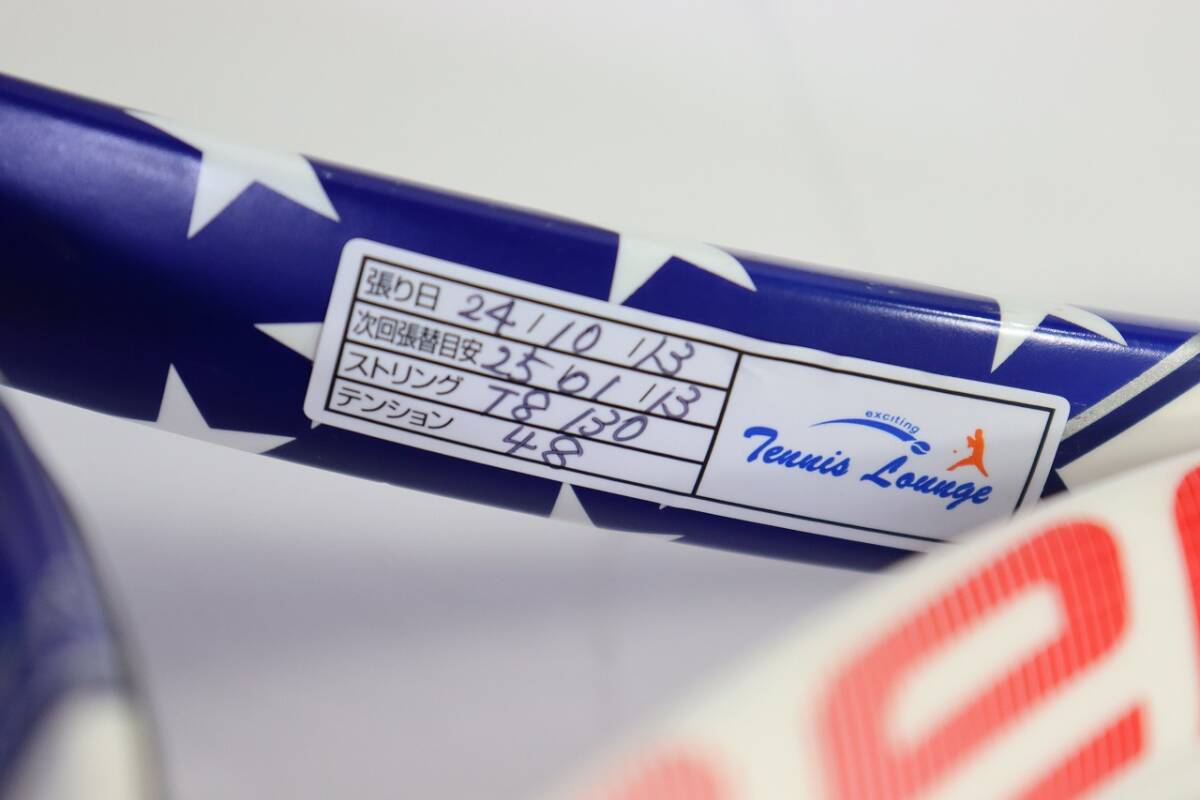 張り日 24 / 10 / 13
次回張替目安 25 / 01 / 13
ストリング T8 130
テンション 48
exciting
Tennis Lounge